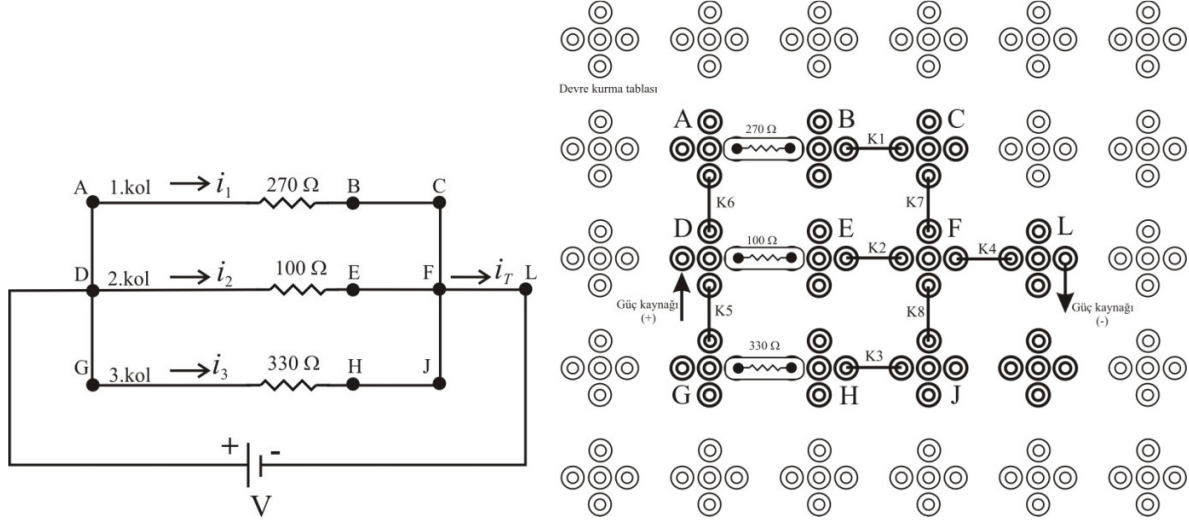 A 1.kol i₁ 270 Ω B C
D 2.kol i₂ 100 Ω E F i_T L
G 3.kol i₃ 330 Ω H J
+ -
V
Devre kurma tablası
A 270 Ω B K1 C
K6 K7
D 100 Ω E K2 F K4 L
Güç kaynağı
(+)
K5 K8
Güç kaynağı
(-)
330 Ω K3
G H J